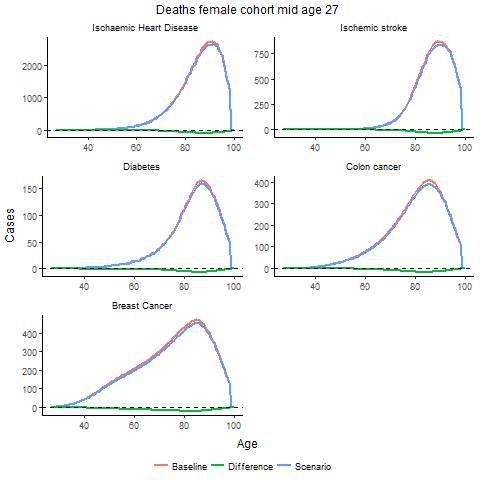 Deaths female cohort mid age 27
Ischaemic Heart Disease
Ischemic stroke
2000
1000
0
40 60 80 100
750
500
250
0
40 60 80 100
Diabetes
Colon cancer
150
100
50
0
40 60 80 100
400
300
200
100
0
40 60 80 100
Breast Cancer
400
300
200
100
0
40 60 80 100
Cases
Age
Baseline Difference Scenario